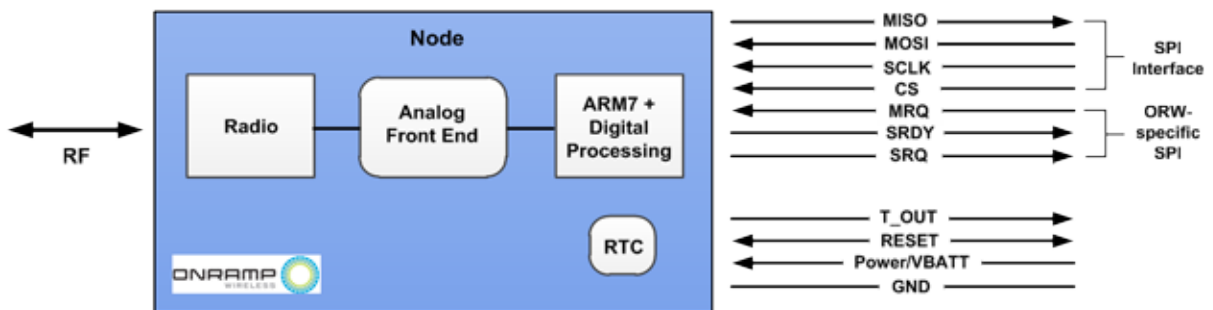 Node
Radio
Analog
Front End
ARM7 +
Digital
Processing
RTC
RF
ONRAMP
WIRELESS
MISO
MOSI
SCLK
CS
SPI
Interface
MRQ
SRDY
SRQ
ORW-
specific
SPI
T_OUT
RESET
Power/VBATT
GND